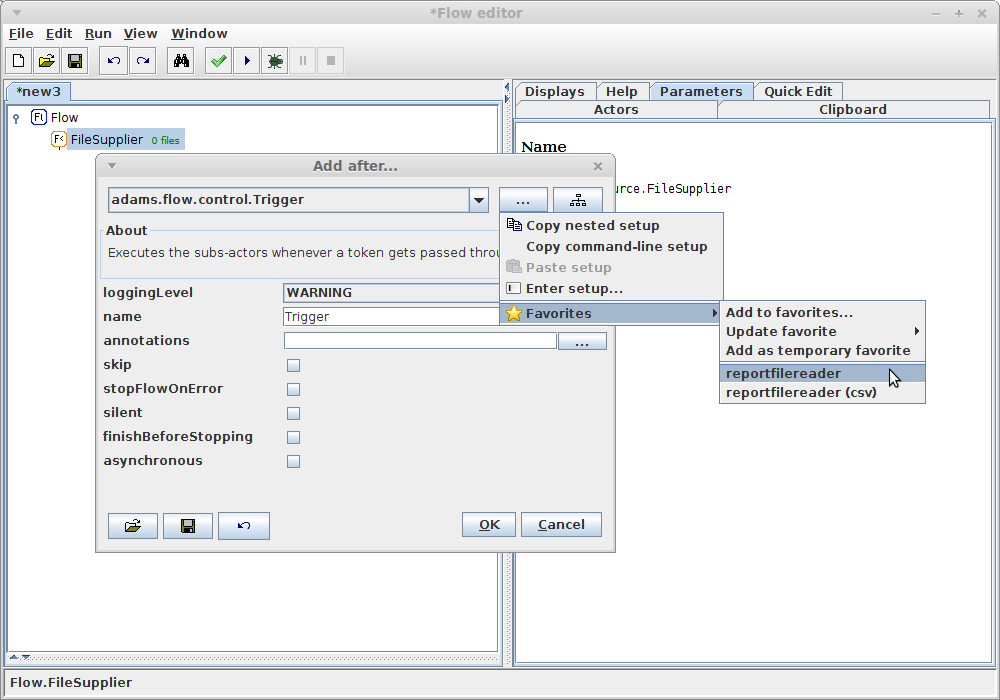 *Flow editor
File Edit Run View Window
*new3
Flow
FileSupplier 0 files
Displays Help Parameters Quick Edit
Actors Clipboard
Name
urce.FileSupplier
Add after...
adams.flow.control.Trigger
...
About
Executes the subs-actors whenever a token gets passed throu
loggingLevel WARNING
name Trigger
annotations ...
skip
stopFlowOnError
silent
finishBeforeStopping
asynchronous
OK Cancel
Copy nested setup
Copy command-line setup
Paste setup
Enter setup...
Favorites
Add to favorites...
Update favorite
Add as temporary favorite
reportfilereader
reportfilereader (csv)
Flow.FileSupplier